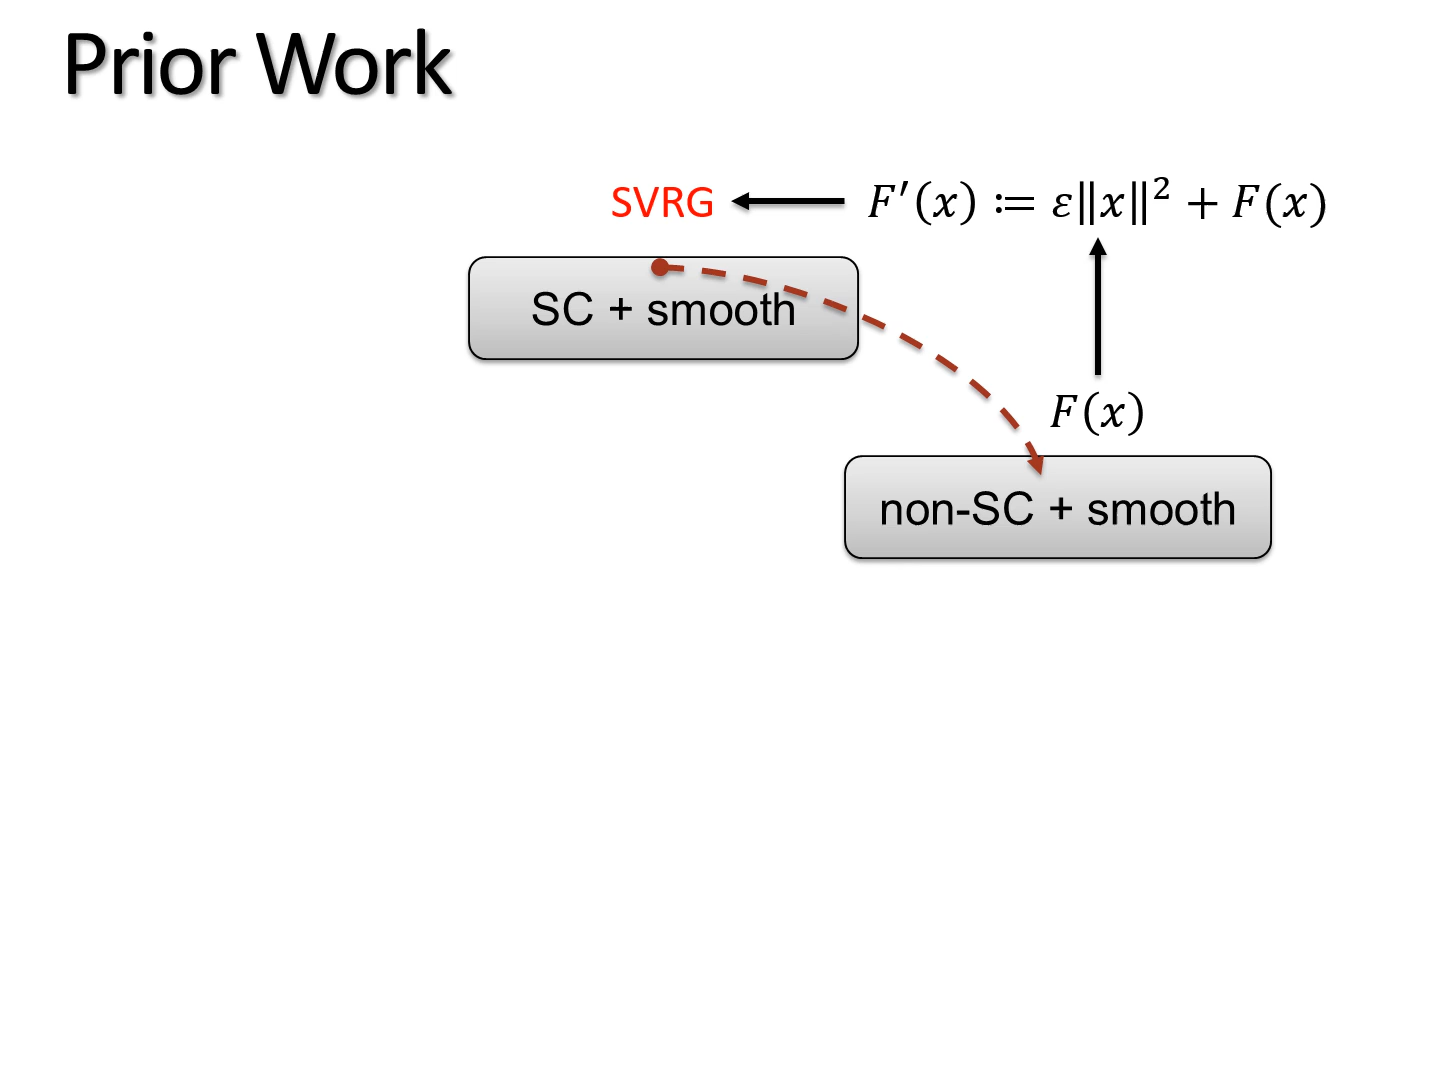 Prior Work
SVRG F′(x) ≔ ε‖x‖² + F(x)
SC + smooth
F(x)
non-SC + smooth